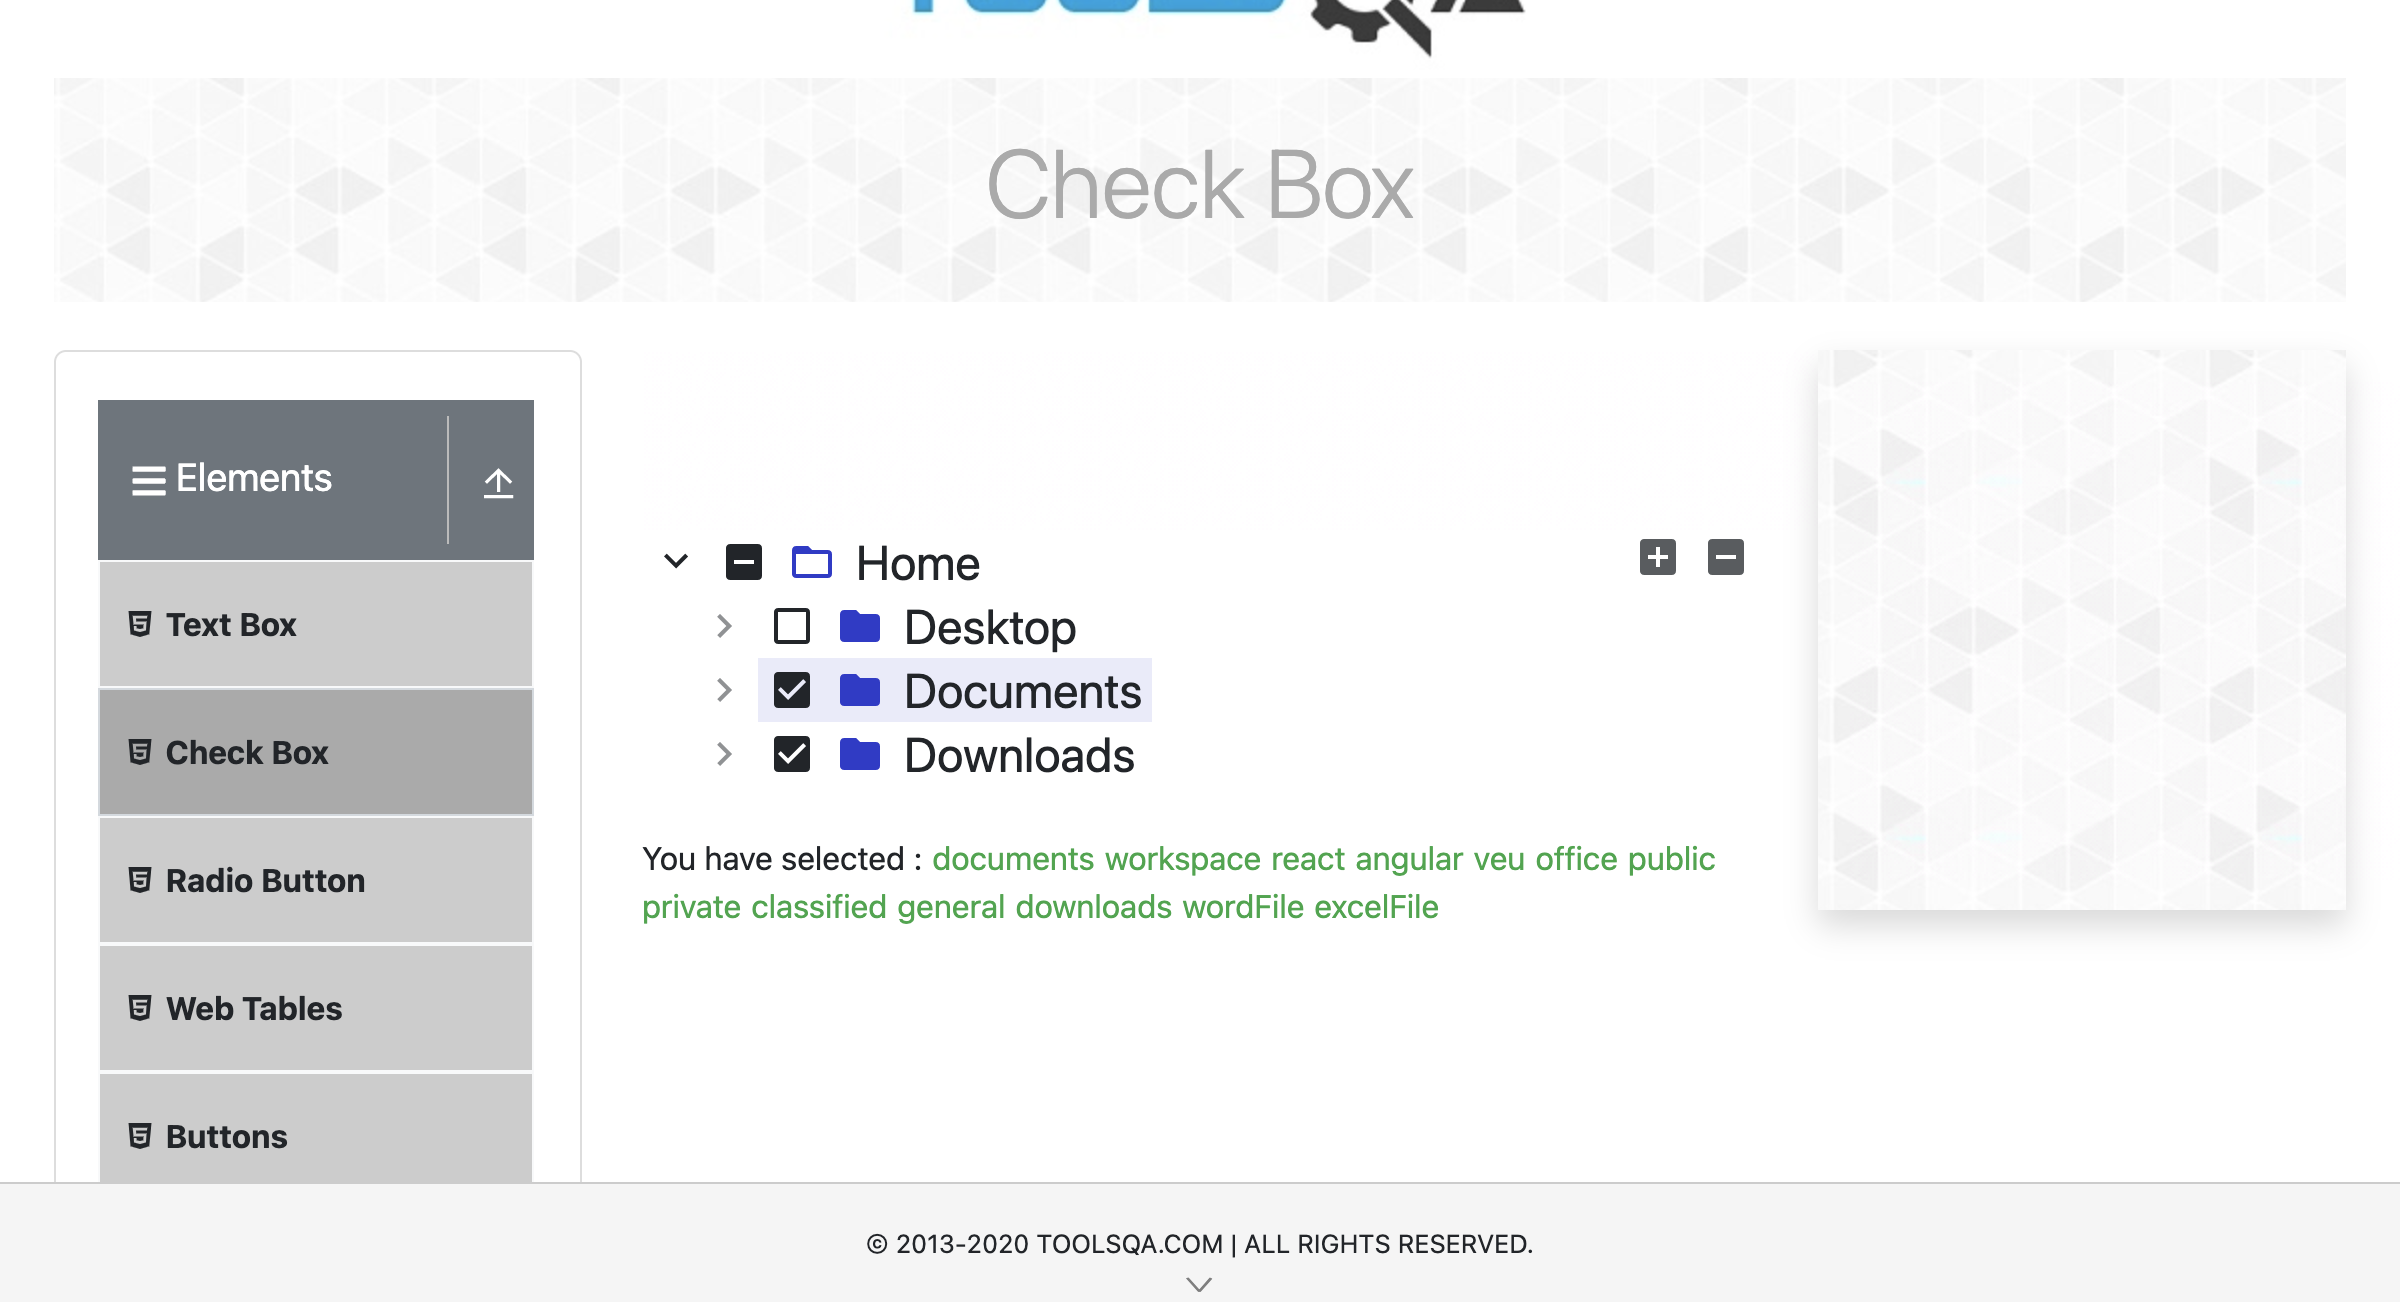 Check Box
Elements
Text Box
Check Box
Radio Button
Web Tables
Buttons
Home
Desktop
Documents
Downloads
You have selected : documents workspace react angular veu office public
private classified general downloads wordFile excelFile
© 2013-2020 TOOLSQA.COM | ALL RIGHTS RESERVED.